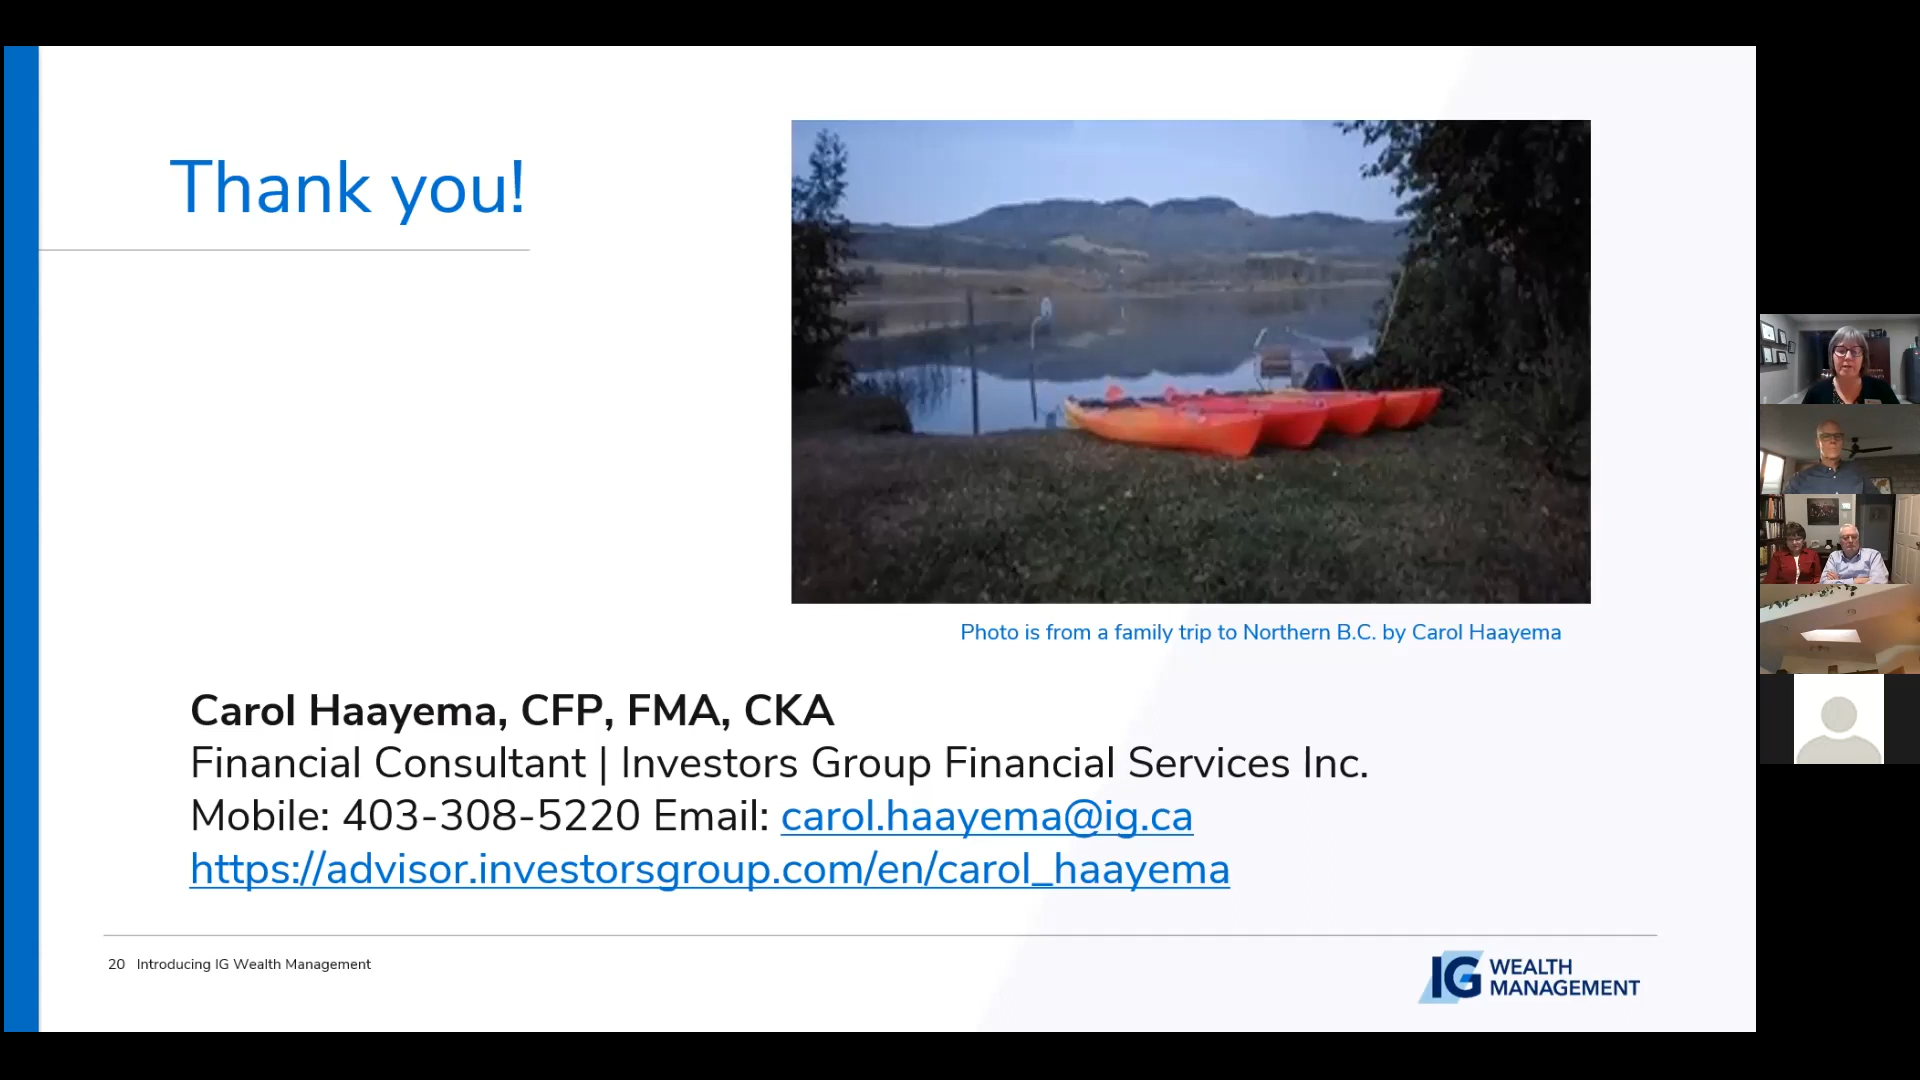 Thank you!
Photo is from a family trip to Northern B.C. by Carol Haayema
Carol Haayema, CFP, FMA, CKA
Financial Consultant | Investors Group Financial Services Inc.
Mobile: 403-308-5220 Email: carol.haayema@ig.ca
https://advisor.investorsgroup.com/en/carol_haayema
20 Introducing IG Wealth Management
IG WEALTH
MANAGEMENT